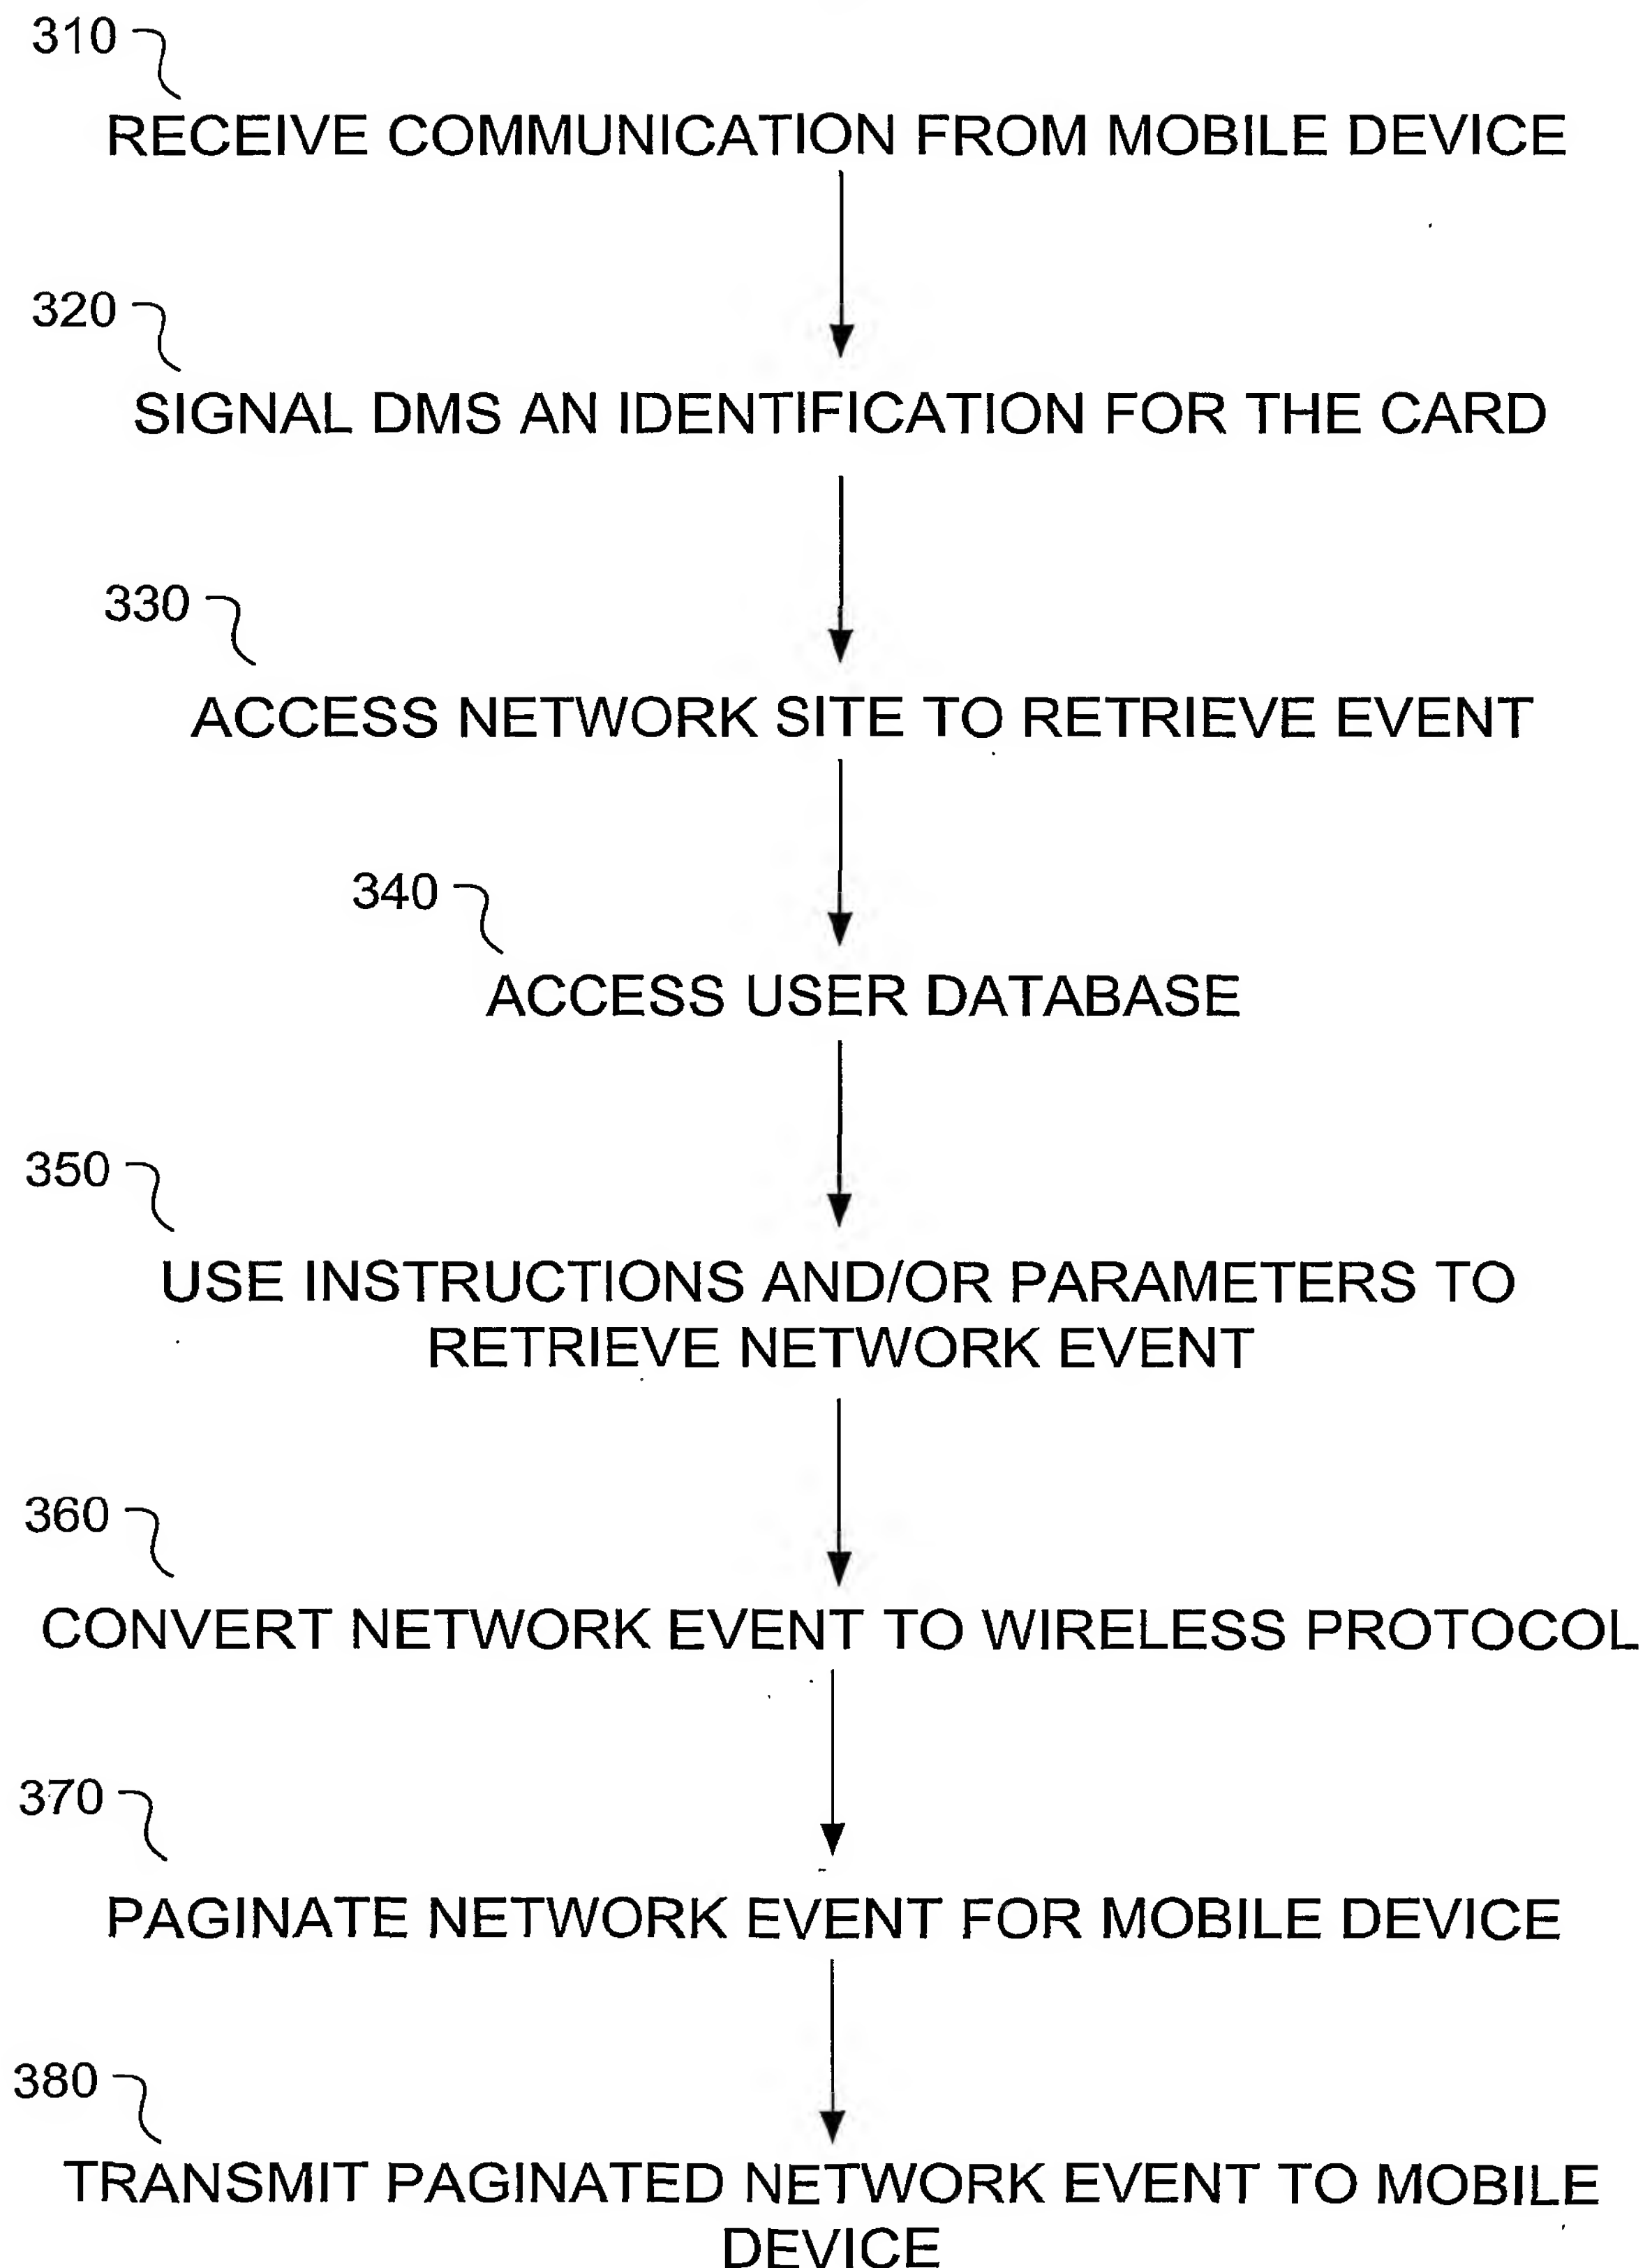 310
RECEIVE COMMUNICATION FROM MOBILE DEVICE
320
SIGNAL DMS AN IDENTIFICATION FOR THE CARD
330
ACCESS NETWORK SITE TO RETRIEVE EVENT
340
ACCESS USER DATABASE
350
USE INSTRUCTIONS AND/OR PARAMETERS TO
RETRIEVE NETWORK EVENT
360
CONVERT NETWORK EVENT TO WIRELESS PROTOCOL
370
PAGINATE NETWORK EVENT FOR MOBILE DEVICE
380
TRANSMIT PAGINATED NETWORK EVENT TO MOBILE
DEVICE